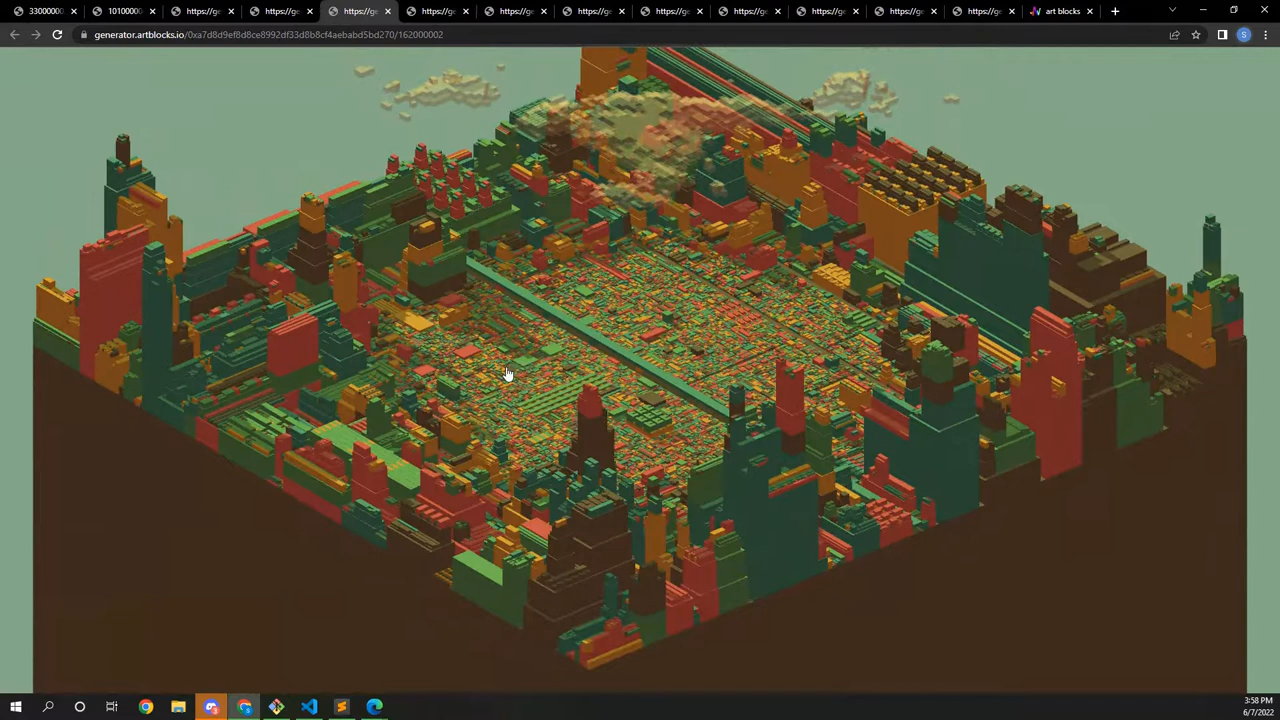 33000000
10100000
https://ge
https://ge
https://ge
https://ge
https://ge
https://ge
https://ge
https://ge
https://ge
https://ge
https://ge
art blocks
generator.artblocks.io/0xa7d8d9ef8d8ce8992df33d8b8cf4aebabd5bd270/162000002
S
3:58 PM
6/7/2022